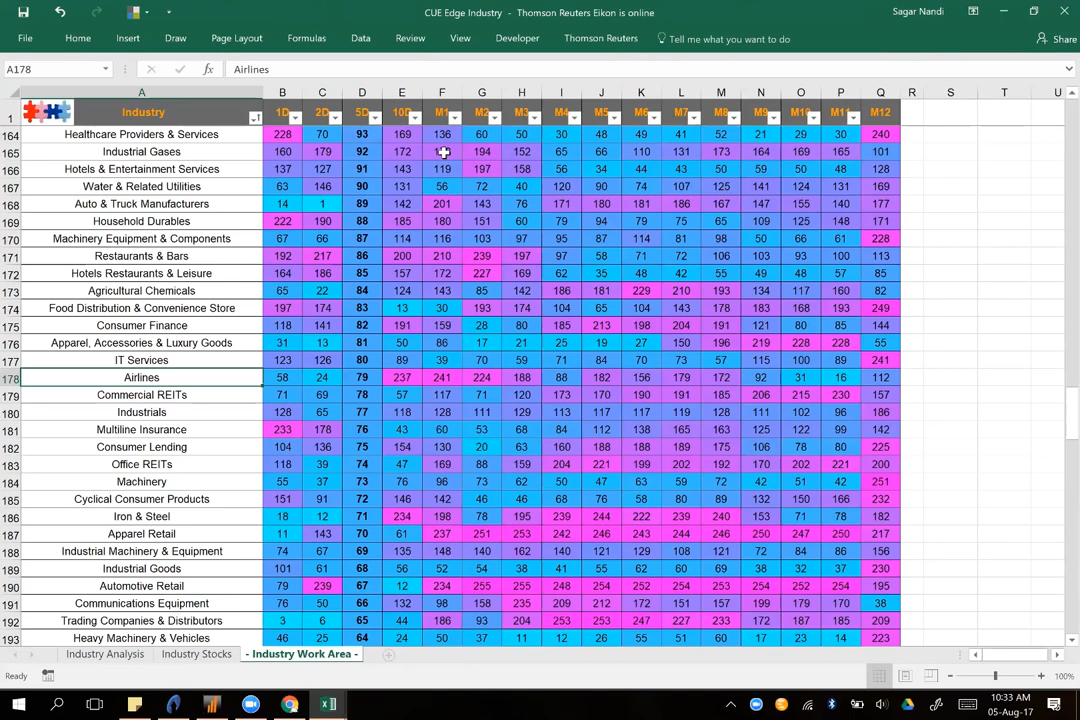 CUE Edge Industry - Thomson Reuters Eikon is online
Sagar Nandi
File Home Insert Draw Page Layout Formulas Data Review View Developer Thomson Reuters Tell me what you want to do Share
A178 fx Airlines
A B C D E F G H I J K L M N O P Q R S T U
1 Industry 1D 2D 5D 10D M1 M2 M3 M4 M5 M6 M7 M8 M9 M10 M11 M12
164 Healthcare Providers & Services 228 70 93 169 136 60 50 30 48 49 41 52 21 29 30 240
165 Industrial Gases 160 179 92 172 194 152 65 66 110 131 173 164 169 165 101
166 Hotels & Entertainment Services 137 127 91 143 119 197 158 56 34 44 43 50 59 50 48 128
167 Water & Related Utilities 63 146 90 131 56 72 40 120 90 74 107 125 141 124 131 169
168 Auto & Truck Manufacturers 14 1 89 142 201 143 76 171 180 181 186 167 147 155 140 177
169 Household Durables 222 190 88 185 180 151 60 79 94 79 75 65 109 125 148 171
170 Machinery Equipment & Components 67 66 87 114 116 103 97 95 87 114 81 98 50 66 61 228
171 Restaurants & Bars 192 217 86 200 210 239 197 97 58 71 72 106 103 93 100 113
172 Hotels Restaurants & Leisure 164 186 85 157 172 227 169 62 35 48 42 55 49 48 57 85
173 Agricultural Chemicals 65 22 84 124 143 85 142 186 181 229 210 193 134 117 160 82
174 Food Distribution & Convenience Store 197 174 83 13 30 193 174 104 65 104 143 178 183 168 193 249
175 Consumer Finance 118 141 82 191 159 28 80 185 213 198 204 191 121 80 85 144
176 Apparel, Accessories & Luxury Goods 31 13 81 50 86 17 21 25 19 27 150 196 219 228 228 55
177 IT Services 123 126 80 89 39 70 59 71 84 70 73 57 115 100 89 241
178 Airlines 58 24 79 237 241 224 188 88 182 156 179 172 92 31 16 112
179 Commercial REITs 71 69 78 57 117 71 120 173 179 190 191 185 206 215 230 157
180 Industrials 128 65 77 118 128 111 129 113 117 117 119 128 111 102 96 186
181 Multiline Insurance 233 178 76 43 60 53 68 84 112 138 165 163 125 122 99 142
182 Consumer Lending 104 136 75 154 130 20 63 160 188 188 189 175 106 78 80 225
183 Office REITs 118 39 74 47 169 88 159 204 221 199 202 192 170 202 221 200
184 Machinery 55 37 73 76 96 73 62 50 47 63 59 72 42 51 42 251
185 Cyclical Consumer Products 151 91 72 146 142 46 46 68 76 58 80 89 132 150 166 232
186 Iron & Steel 18 12 71 234 198 78 195 239 244 222 239 240 153 71 78 182
187 Apparel Retail 11 143 70 61 237 251 253 242 246 243 244 246 250 247 250 217
188 Industrial Machinery & Equipment 74 67 69 135 148 140 162 140 121 129 108 121 72 84 86 156
189 Industrial Goods 101 61 68 56 52 54 38 41 55 62 60 69 38 32 37 230
190 Automotive Retail 79 239 67 12 234 255 255 248 254 252 254 253 254 252 254 195
191 Communications Equipment 76 50 66 132 98 158 235 209 212 172 151 157 199 179 170 38
192 Trading Companies & Distributors 3 6 65 44 186 93 204 253 253 247 227 233 172 187 185 209
193 Heavy Machinery & Vehicles 46 25 64 24 50 37 11 12 26 55 51 60 17 23 14 223
Industry Analysis Industry Stocks - Industry Work Area -
Ready 100%
10:33 AM
05-Aug-17